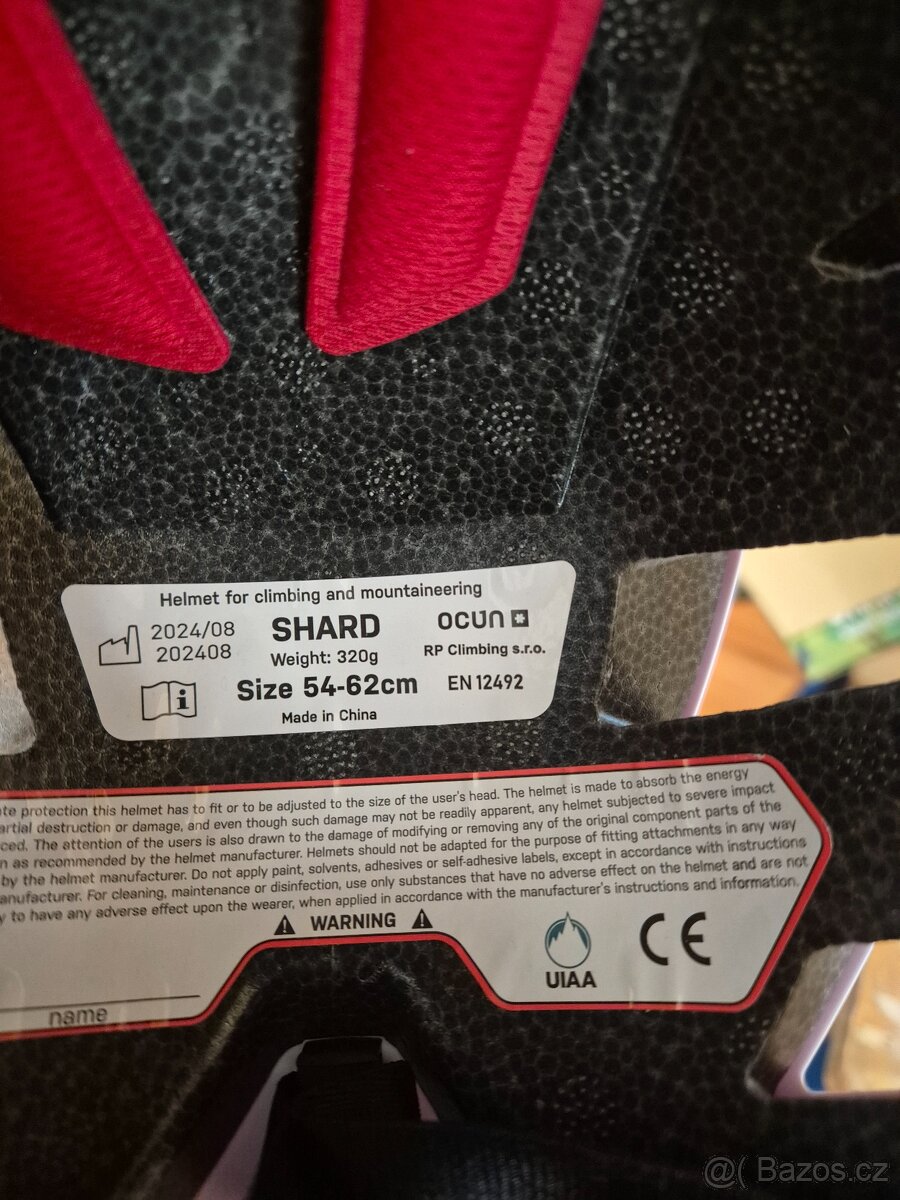 Helmet for climbing and mountaineering
2024/08 SHARD ocun
202408 Weight: 320g RP Climbing s.r.o.
Size 54-62cm EN 12492
Made in China
protection this helmet has to fit or to be adjusted to the size of the user's head. The helmet is made to absorb the energy
destruction or damage, and even though such damage may not be readily apparent, any helmet subjected to severe impact
The attention of the users is also drawn to the damage of modifying or removing any of the original component parts of the
as recommended by the helmet manufacturer. Helmets should not be adapted for the purpose of fitting attachments in any way
by the helmet manufacturer. Do not apply paint, solvents, adhesives or self-adhesive labels, except in accordance with instructions
For cleaning, maintenance or disinfection, use only substances that have no adverse effect on the helmet and are not
to have any adverse effect upon the wearer, when applied in accordance with the manufacturer's instructions and information.
WARNING
UIAA CE
name
@( Bazos.cz